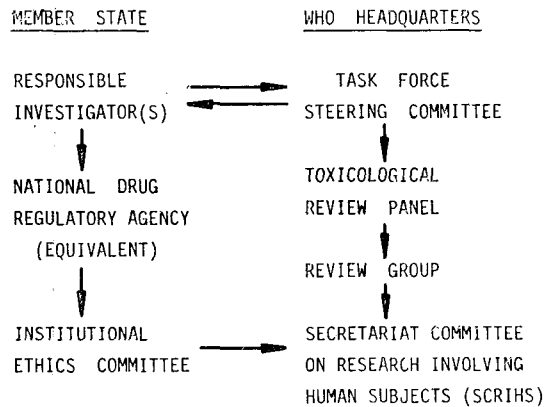 MEMBER STATE
WHO HEADQUARTERS
RESPONSIBLE
INVESTIGATOR(S)
TASK FORCE
STEERING COMMITTEE
NATIONAL DRUG
REGULATORY AGENCY
(EQUIVALENT)
TOXICOLOGICAL
REVIEW PANEL
REVIEW GROUP
INSTITUTIONAL
ETHICS COMMITTEE
SECRETARIAT COMMITTEE
ON RESEARCH INVOLVING
HUMAN SUBJECTS (SCRIHS)